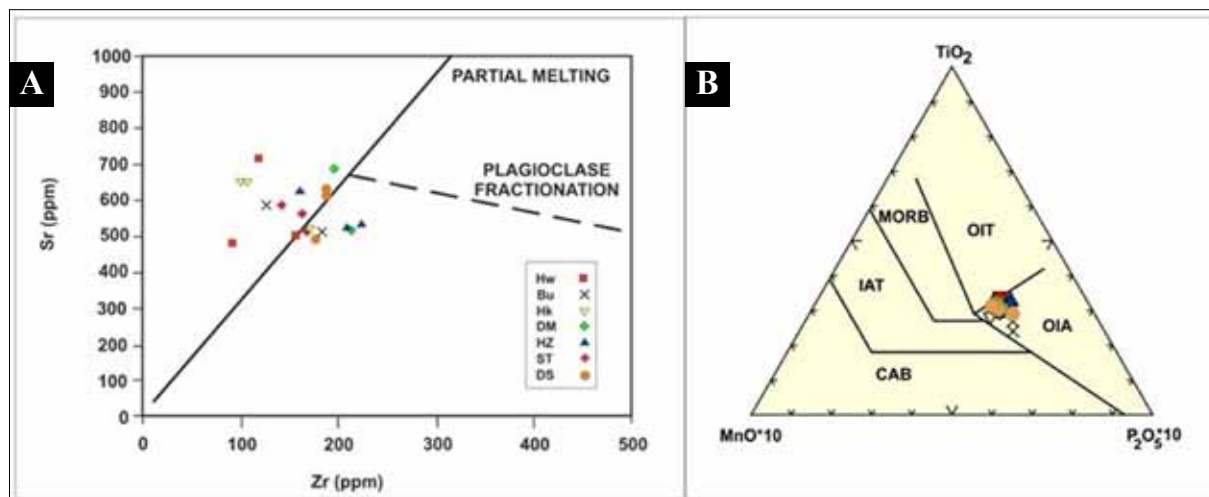 A
1000
900
800
700
600
500
400
300
200
100
0
Sr (ppm)
0
100
200
300
400
500
Zr (ppm)
PARTIAL MELTING
PLAGIOCLASE
FRACTIONATION
Hw
Bu
Hk
DM
HZ
ST
DS
B
TiO₂
MORB
OIT
IAT
OIA
CAB
MnO*10
P₂O₅*10